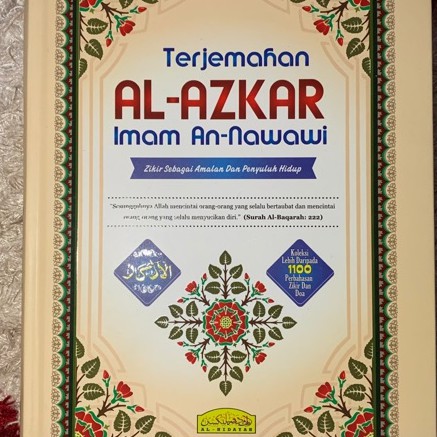 Terjemahan
AL-AZKAR
Imam An-Nawawi
Zikir Sebagai Amalan Dan Penyuluh Hidup
"Sesungguhnya Allah mencintai orang-orang yang selalu bertaubat dan mencintai
orang-orang yang selalu menyucikan diri." (Surah Al-Baqarah: 222)
الأذكار
Koleksi
Lebih Daripada
1100
Perbahasan
Zikir Dan
Doa
AL-HIDAYAH